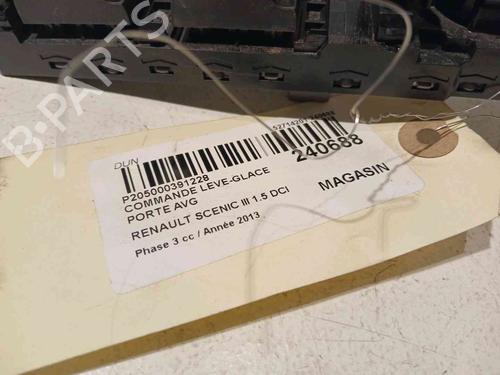 DUN
P205000391228
COMMANDE LEVE-GLACE
PORTE AVG
RENAULT SCENIC III 1.5 DCI
Phase 3 cc / Année 2013
240688
MAGASIN
B-PARTS